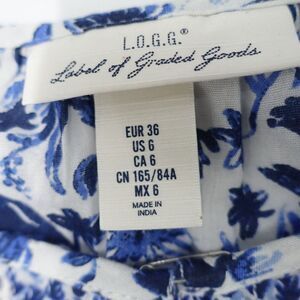 L.O.G.G.®
Label of Graded Goods
EUR 36
US 6
CA 6
CN 165/84A
MX 6
MADE IN
INDIA